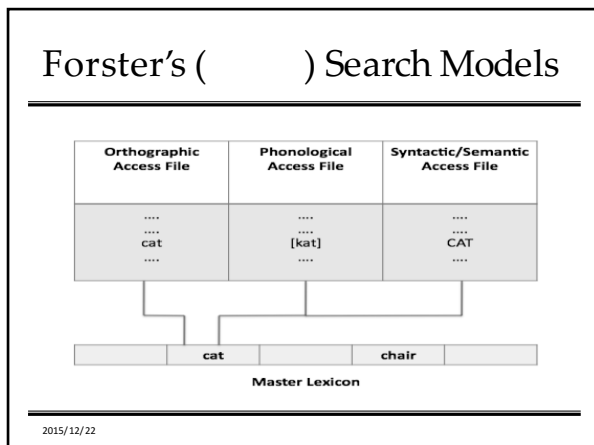 Forster's (        ) Search Models
Orthographic Access File
Phonological Access File
Syntactic/Semantic Access File
....
....
cat
....
....
....
[kat]
....
....
....
CAT
....
cat
chair
Master Lexicon
2015/12/22